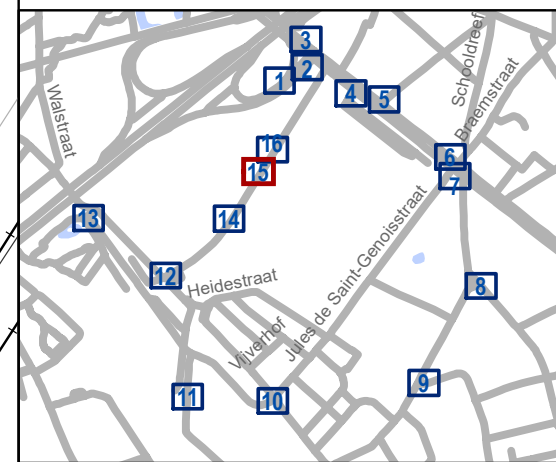 3
2
1
4
5
Schooldreef
Braemstraat
Walstraat
16
15
6
7
13
14
Jules de Saint-Genoisstraat
12
Heidestraat
8
Vijverhof
9
11
10